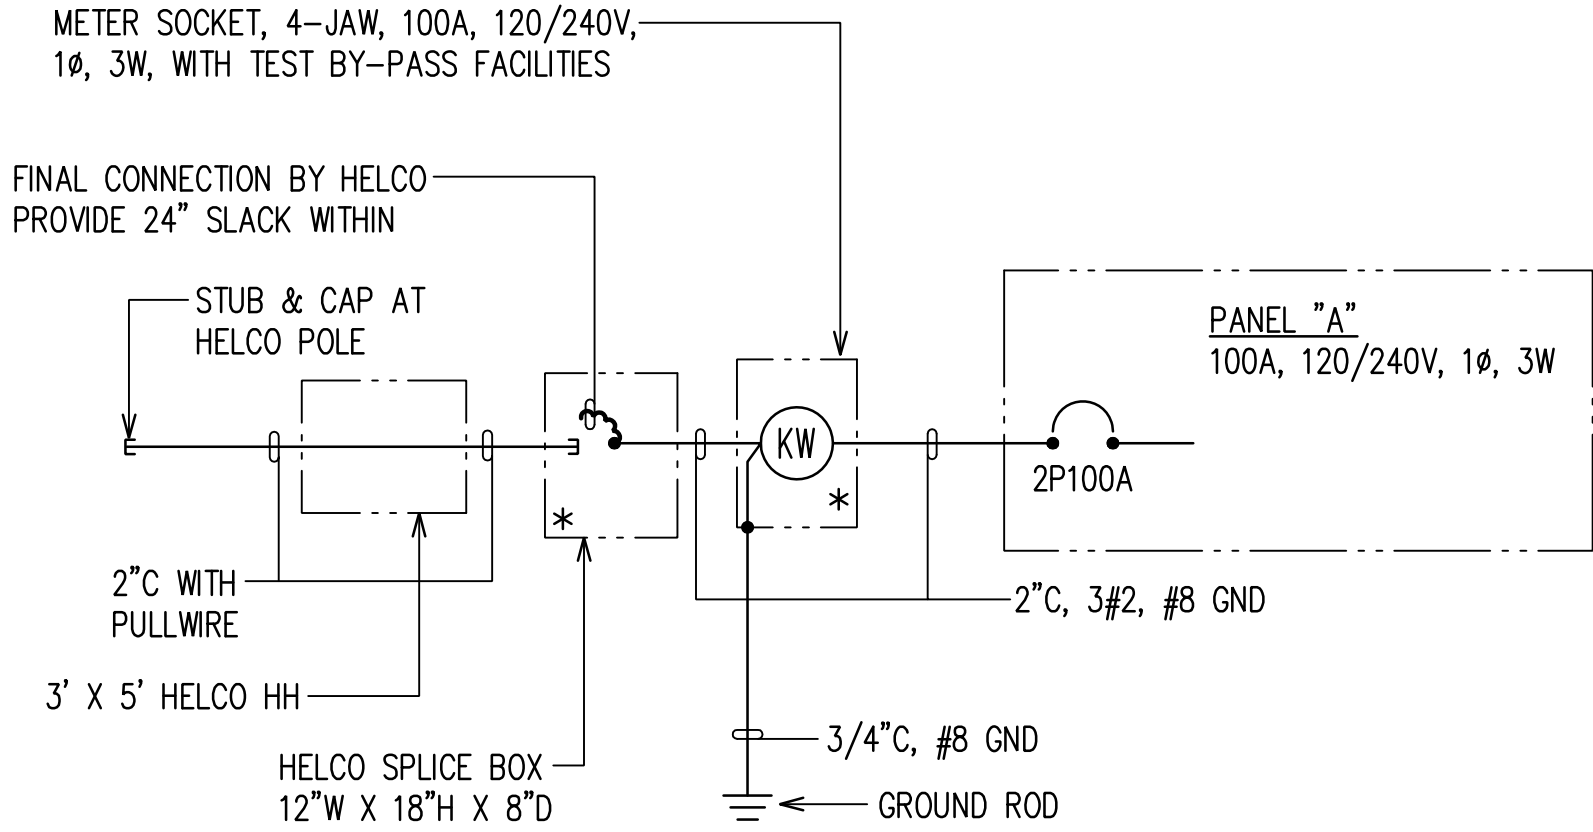 METER SOCKET, 4-JAW, 100A, 120/240V,
1ø, 3W, WITH TEST BY-PASS FACILITIES
FINAL CONNECTION BY HELCO
PROVIDE 24" SLACK WITHIN
STUB & CAP AT
HELCO POLE
PANEL "A"
100A, 120/240V, 1ø, 3W
KW
2P100A
*
*
2"C WITH
PULLWIRE
2"C, 3#2, #8 GND
3' X 5' HELCO HH
3/4"C, #8 GND
HELCO SPLICE BOX
12"W X 18"H X 8"D
GROUND ROD